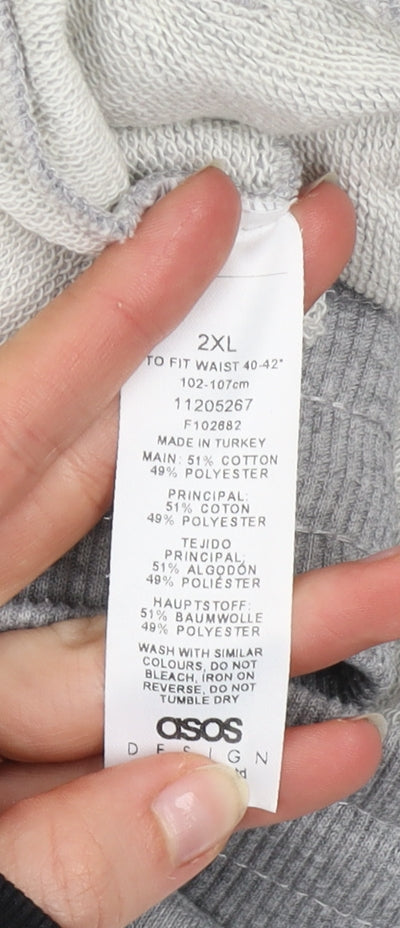 2XL
TO FIT WAIST 40-42"
102-107cm
11205267
F102682
MADE IN TURKEY
MAIN: 51% COTTON
49% POLYESTER
PRINCIPAL:
51% COTON
49% POLYESTER
TEJIDO
PRINCIPAL:
51% ALGODÓN
49% POLIÉSTER
HAUPTSTOFF:
51% BAUMWOLLE
49% POLYESTER
WASH WITH SIMILAR
COLOURS, DO NOT
BLEACH, IRON ON
REVERSE, DO NOT
TUMBLE DRY
asos
DESIGN